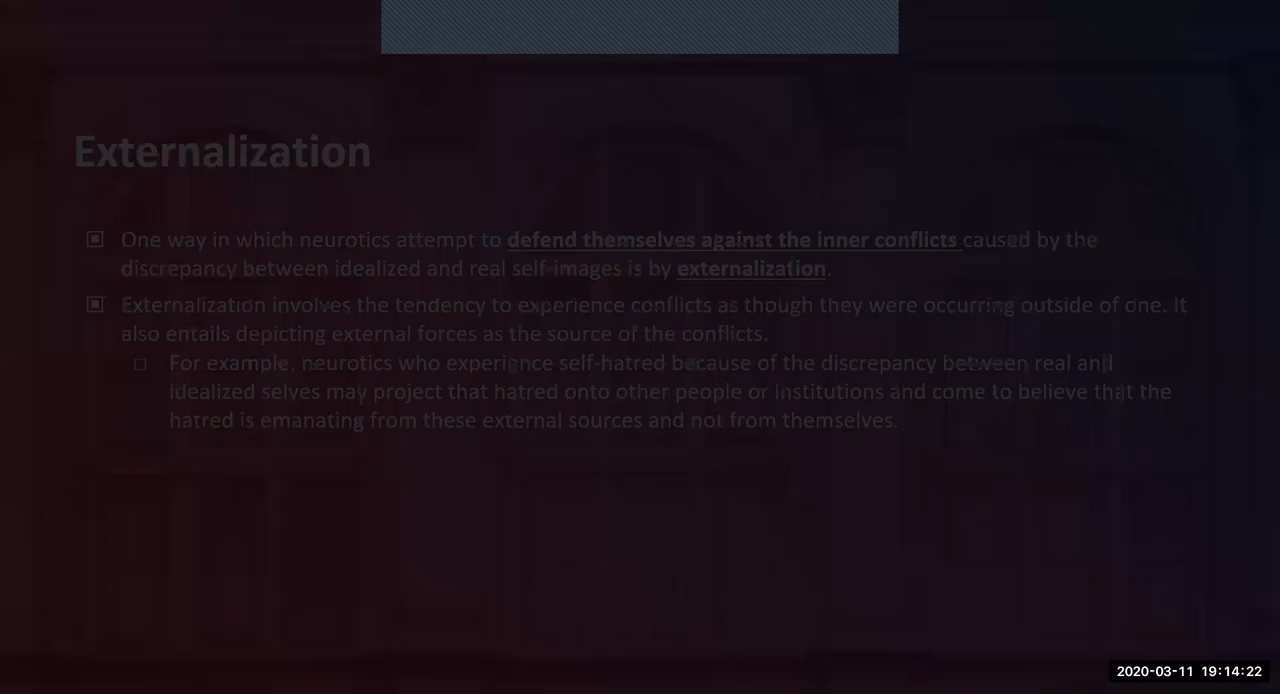 Externalization
One way in which neurotics attempt to defend themselves against the inner conflicts caused by the
discrepancy between idealized and real self-images is by externalization.
Externalization involves the tendency to experience conflicts as though they were occurring outside of one. It
also entails depicting external forces as the source of the conflicts.
For example, neurotics who experience self-hatred because of the discrepancy between real and
idealized selves may project that hatred onto other people or institutions and come to believe that the
hatred is emanating from these external sources and not from themselves.
2020-03-11 19:14:22